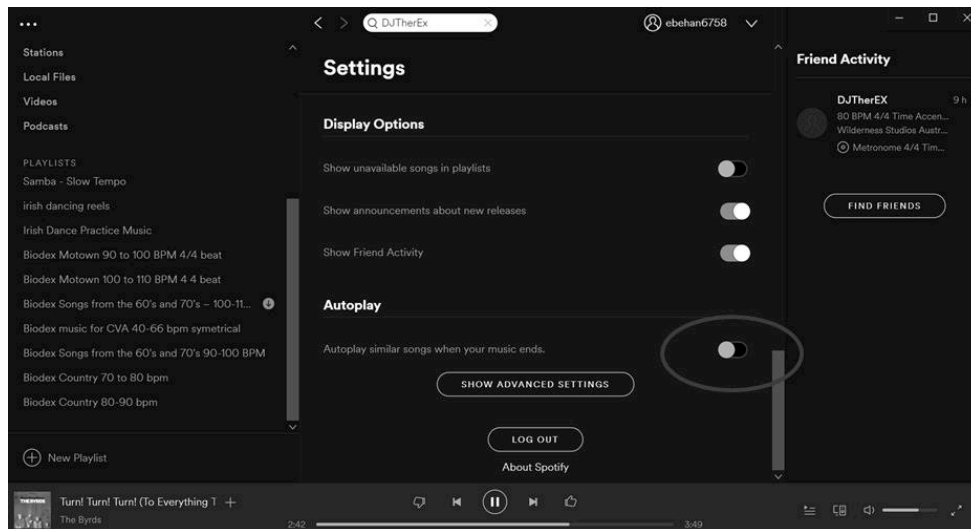 DJTherEx
ebehan6758
Stations
Local Files
Videos
Podcasts
PLAYLISTS
Samba - Slow Tempo
irish dancing reels
Irish Dance Practice Music
Biodex Motown 90 to 100 BPM 4/4 beat
Biodex Motown 100 to 110 BPM 4 4 beat
Biodex Songs from the 60's and 70's – 100-11...
Biodex music for CVA 40-66 bpm symetrical
Biodex Songs from the 60's and 70's 90-100 BPM
Biodex Country 70 to 80 bpm
Biodex Country 80-90 bpm
New Playlist
Settings
Display Options
Show unavailable songs in playlists
Show announcements about new releases
Show Friend Activity
Autoplay
Autoplay similar songs when your music ends.
SHOW ADVANCED SETTINGS
LOG OUT
About Spotify
Friend Activity
DJTherEX 9 h
80 BPM 4/4 Time Accen...
Wilderness Studios Austr...
Metronome 4/4 Tim...
FIND FRIENDS
THE BYRDS
Turn! Turn! Turn! (To Everything T
The Byrds
2:42
3:49